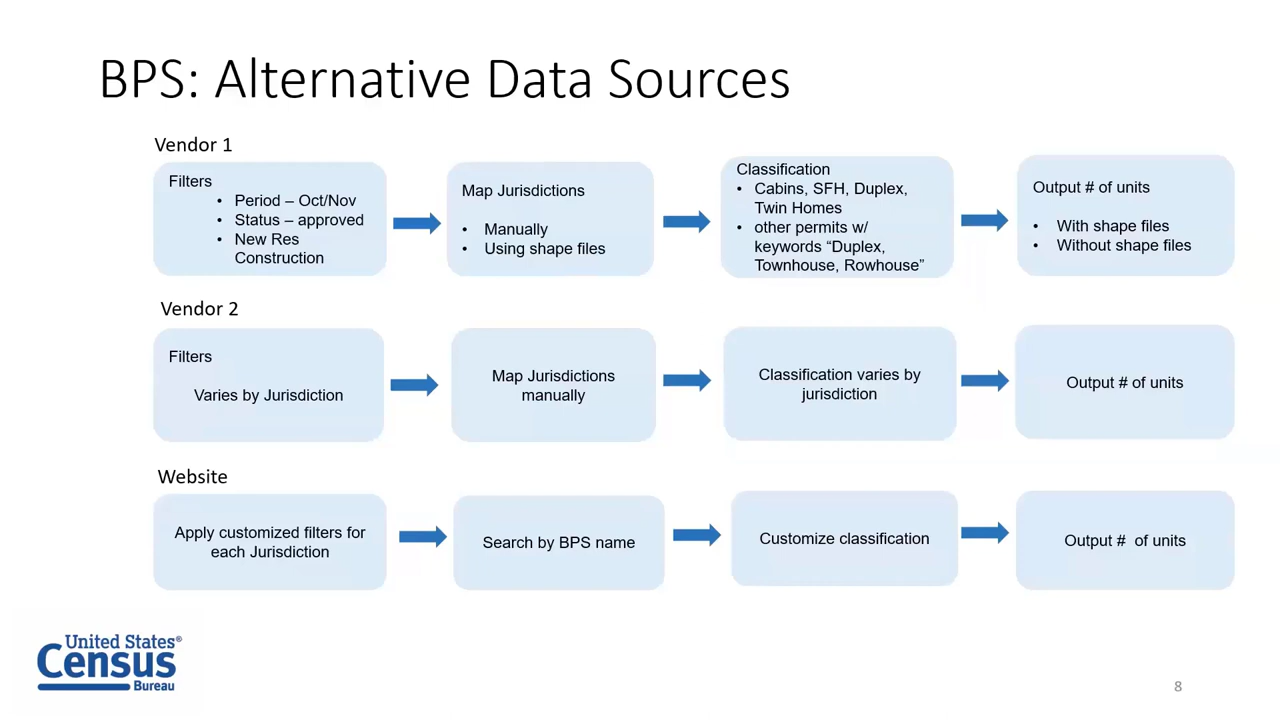 BPS: Alternative Data Sources
Vendor 1
Filters
• Period – Oct/Nov
• Status – approved
• New Res
Construction
Map Jurisdictions
• Manually
• Using shape files
Classification
• Cabins, SFH, Duplex,
Twin Homes
• other permits w/
keywords “Duplex,
Townhouse, Rowhouse”
Output # of units
• With shape files
• Without shape files
Vendor 2
Filters
Varies by Jurisdiction
Map Jurisdictions
manually
Classification varies by
jurisdiction
Output # of units
Website
Apply customized filters for
each Jurisdiction
Search by BPS name
Customize classification
Output # of units
United States®
Census
Bureau
8